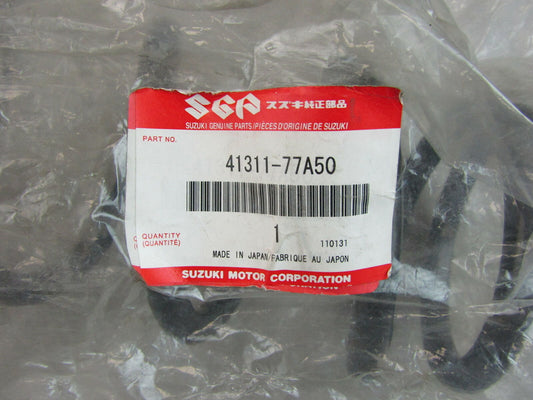 SGP スズキ純正部品
SUZUKI GENUINE PARTS/PIÈCES D'ORIGINE DE SUZUKI
PART NO.
41311-77A50
QUANTITY
(QUANTITÉ)
1
110131
MADE IN JAPAN/FABRIQUE AU JAPON
SUZUKI MOTOR CORPORATION